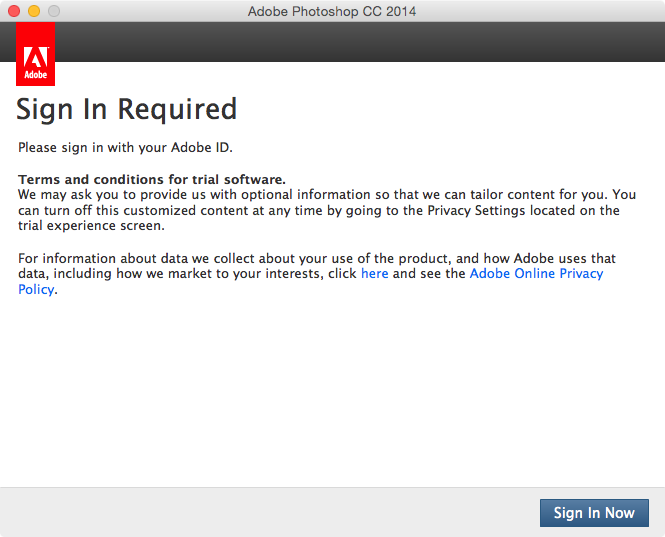 Adobe Photoshop CC 2014
Adobe
Sign In Required
Please sign in with your Adobe ID.
Terms and conditions for trial software.
We may ask you to provide us with optional information so that we can tailor content for you. You
can turn off this customized content at any time by going to the Privacy Settings located on the
trial experience screen.
For information about data we collect about your use of the product, and how Adobe uses that
data, including how we market to your interests, click here and see the Adobe Online Privacy
Policy.
Sign In Now